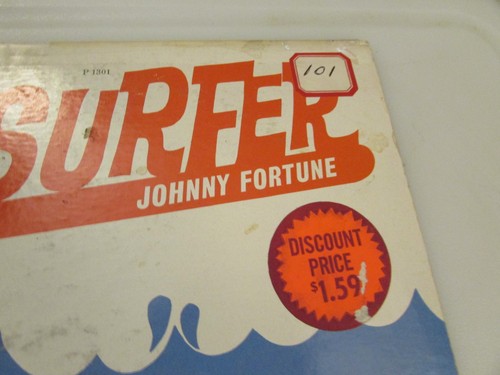 P 1301
101
SURFER
JOHNNY FORTUNE
DISCOUNT
PRICE
$1.59